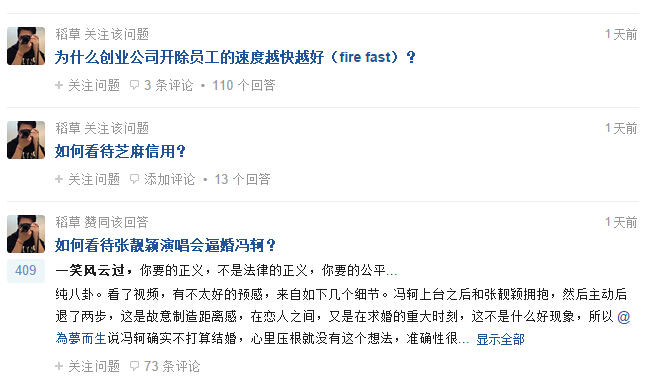 稻草 关注该问题 1 天前
为什么创业公司开除员工的速度越快越好（fire fast）？
+ 关注问题 3 条评论 • 110 个回答
稻草 关注该问题 1 天前
如何看待芝麻信用？
+ 关注问题 添加评论 • 13 个回答
稻草 赞同该回答 1 天前
如何看待张靓颖演唱会逼婚冯轲？
409 一笑风云过，你要的正义，不是法律的正义，你要的公平...
纯八卦。看了视频，有不太好的预感，来自如下几个细节。冯轲上台之后和张靓颖拥抱，然后主动后
退了两步，这是故意制造距离感，在恋人之间，又是在求婚的重大时刻，这不是什么好现象，所以 @
為夢而生说冯轲确实不打算结婚，心里压根就没有这个想法，准确性很... 显示全部
+ 关注问题 73 条评论